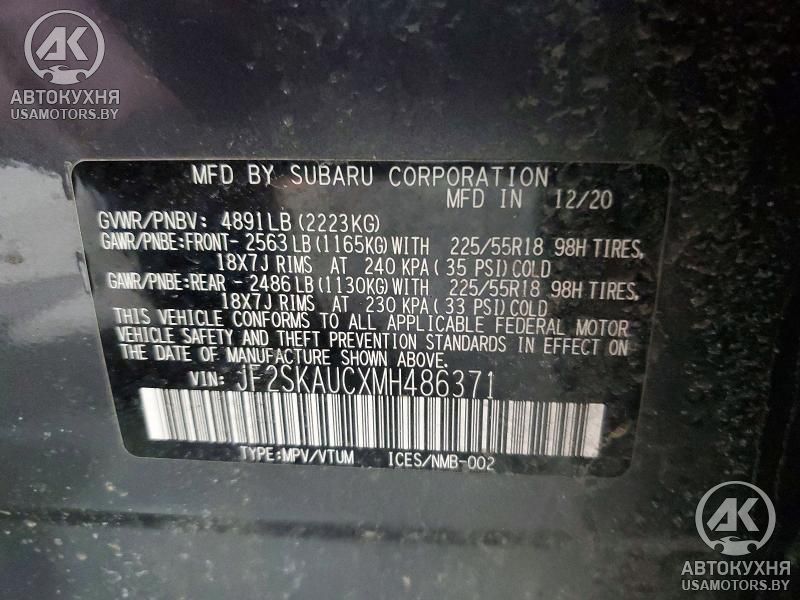 AK
АВТОКУХНЯ
USAMOTORS.BY
MFD BY SUBARU CORPORATION
MFD IN 12/20
GVWR/PNBV: 4891LB (2223KG)
GAWR/PNBE:FRONT- 2563 LB (1165KG) WITH 225/55R18 98H TIRES,
18X7J RIMS AT 240 KPA ( 35 PSI) COLD
GAWR/PNBE:REAR - 2486 LB (1130KG) WITH 225/55R18 98H TIRES,
18X7J RIMS AT 230 KPA ( 33 PSI) COLD
THIS VEHICLE CONFORMS TO ALL APPLICABLE FEDERAL MOTOR
VEHICLE SAFETY AND THEFT PREVENTION STANDARDS IN EFFECT ON
THE DATE OF MANUFACTURE SHOWN ABOVE.
VIN: JF2SKAUCXMH486371
TYPE:MPV/VTUM ICES/NMB-002
AK
АВТОКУХНЯ
USAMOTORS.BY